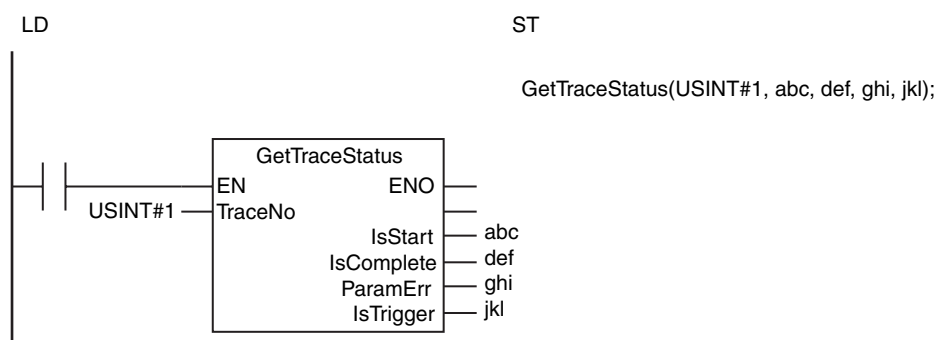 LD
ST
GetTraceStatus(USINT#1, abc, def, ghi, jkl);
GetTraceStatus
EN ENO
USINT#1 TraceNo
IsStart abc
IsComplete def
ParamErr ghi
IsTrigger jkl